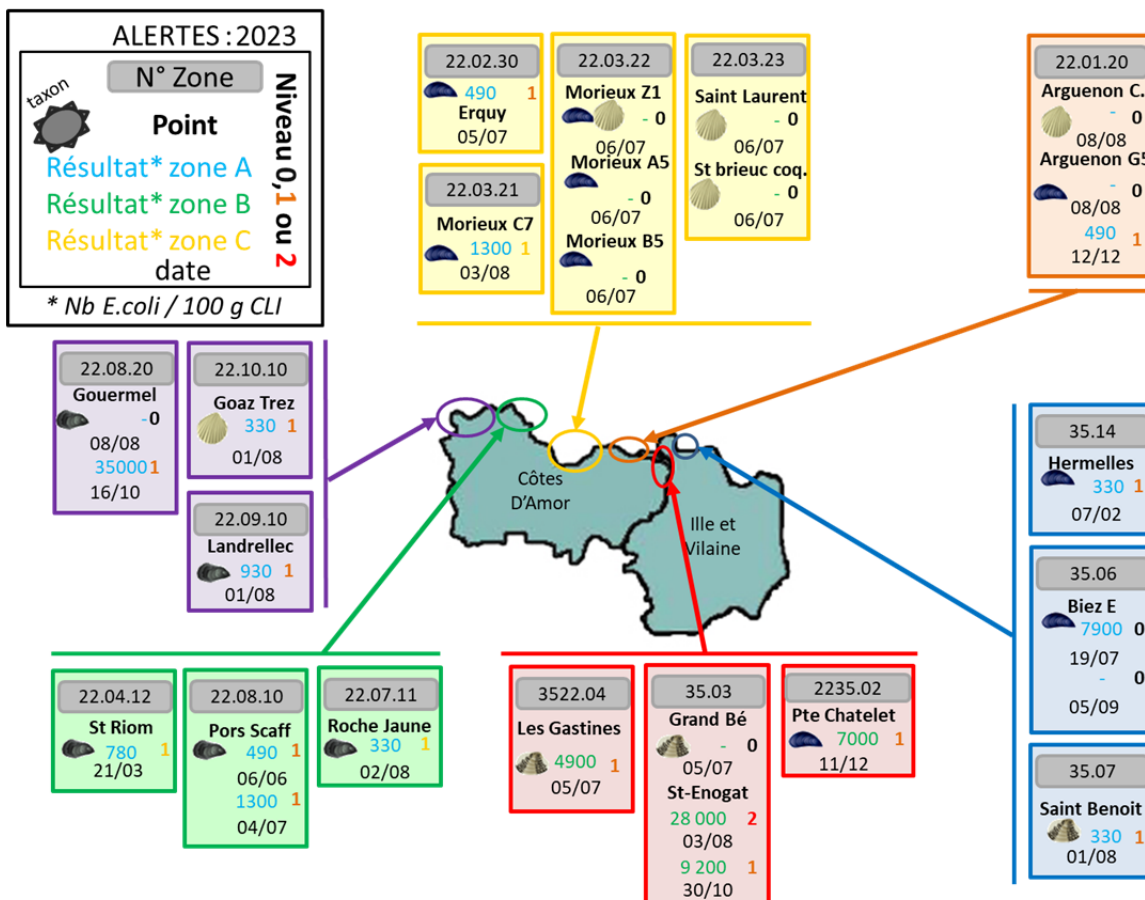 ALERTES : 2023
taxon
N° Zone
Point
Résultat* zone A
Résultat* zone B
Résultat* zone C
date
Niveau 0,1 ou 2
* Nb E.coli / 100 g CLI
22.02.30
490 1
Erquy
05/07
22.03.21
Morieux C7
1300 1
03/08
22.03.22
Morieux Z1
- 0
06/07
Morieux A5
- 0
06/07
Morieux B5
- 0
06/07
22.03.23
Saint Laurent
- 0
06/07
St brieuc coq.
- 0
06/07
22.01.20
Arguenon C.
- 0
08/08
Arguenon G5
- 0
08/08
490 1
12/12
22.08.20
Gouermel
-0
08/08
35000 1
16/10
22.10.10
Goaz Trez
330 1
01/08
22.09.10
Landrellec
930 1
01/08
Côtes
D'Amor
Ille et
Vilaine
35.14
Hermelles
330 1
07/02
35.06
Biez E
7900 0
19/07
- 0
05/09
35.07
Saint Benoit
330 1
01/08
22.04.12
St Riom
780 1
21/03
22.08.10
Pors Scaff
490 1
06/06
1300 1
04/07
22.07.11
Roche Jaune
330 1
02/08
3522.04
Les Gastines
4900 1
05/07
35.03
Grand Bé
- 0
05/07
St-Enogat
28 000 2
03/08
9 200 1
30/10
2235.02
Pte Chatelet
7000 1
11/12